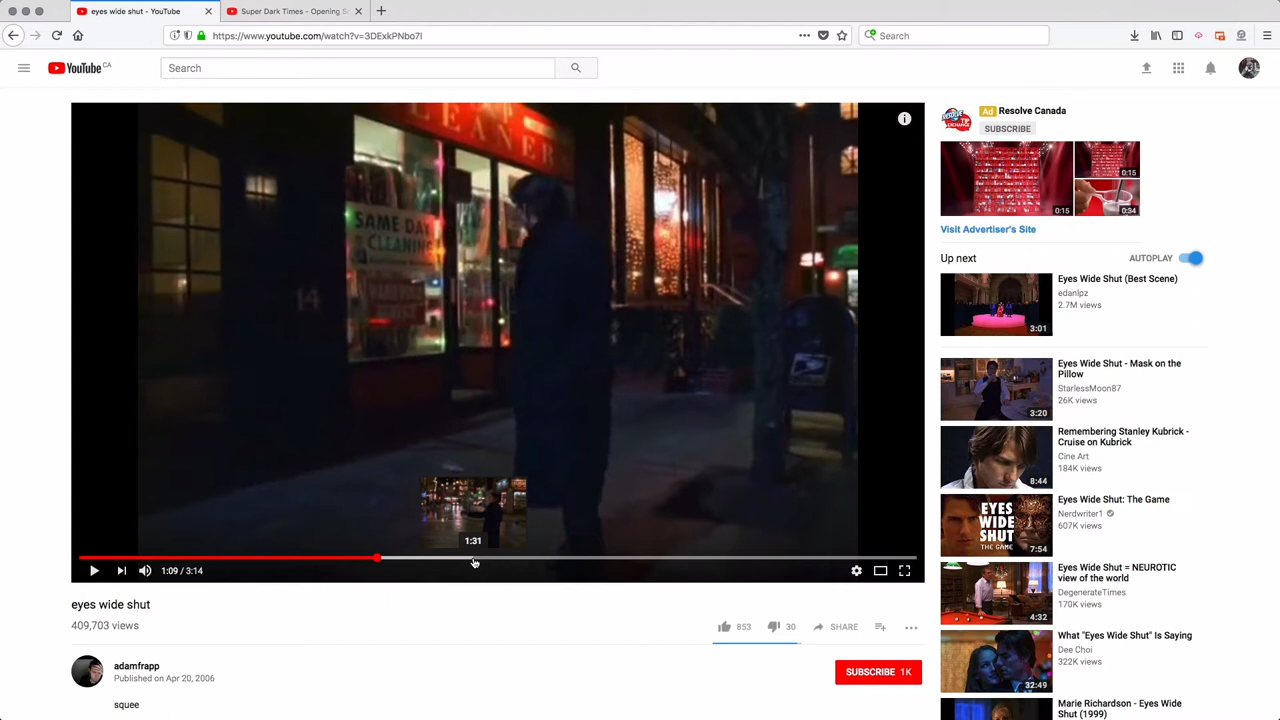 eyes wide shut - YouTube
Super Dark Times - Opening S
https://www.youtube.com/watch?v=3DExkPNbo7I
Search
YouTube CA
Search
SAME DAY
CLEANING
1:31
1:09 / 3:14
eyes wide shut
409,703 views
853
30
SHARE
adamfrapp
Published on Apr 20, 2006
SUBSCRIBE 1K
squee
Ad Resolve Canada
SUBSCRIBE
0:15
0:15
0:34
Visit Advertiser's Site
Up next
AUTOPLAY
Eyes Wide Shut (Best Scene)
edanlpz
2.7M views
3:01
Eyes Wide Shut - Mask on the
Pillow
StarlessMoon87
26K views
3:20
Remembering Stanley Kubrick -
Cruise on Kubrick
Cine Art
184K views
8:44
Eyes Wide Shut: The Game
Nerdwriter1
607K views
EYES
WIDE
SHUT
THE GAME
7:54
Eyes Wide Shut = NEUROTIC
view of the world
DegenerateTimes
170K views
4:32
What "Eyes Wide Shut" Is Saying
Dee Choi
322K views
32:49
Marie Richardson - Eyes Wide
Shut (1999)